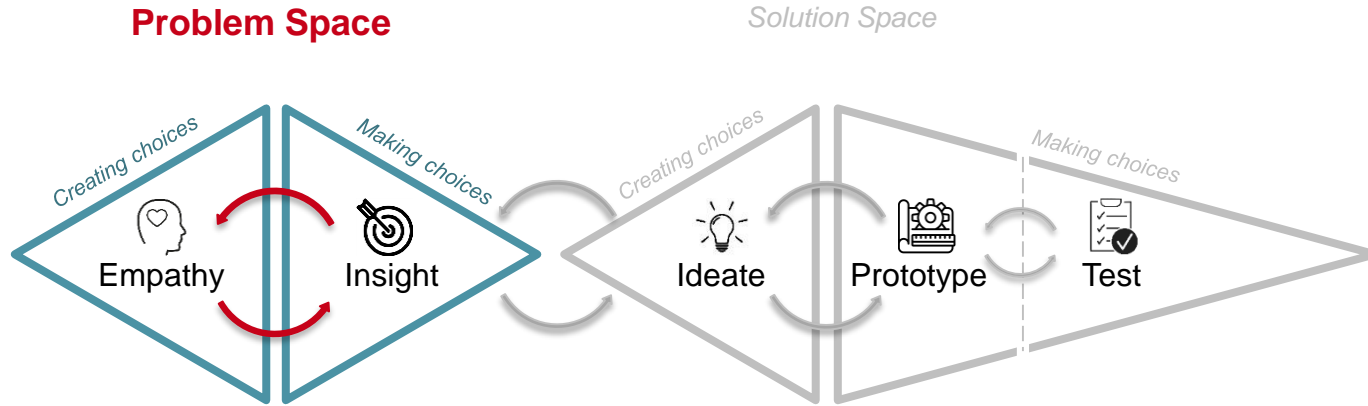 Problem Space
Solution Space
Creating choices
Making choices
Creating choices
Making choices
Empathy
Insight
Ideate
Prototype
Test